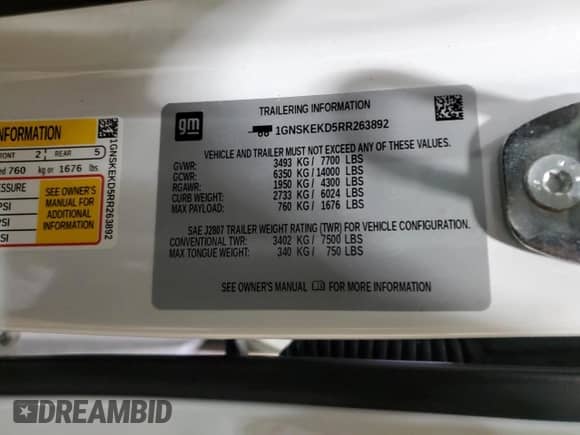 INFORMATION
FRONT 2 REAR 5
760 kg or 1676 lbs.
SEE OWNER'S
MANUAL FOR
ADDITIONAL
INFORMATION
PSI
PSI
1GNSKEKD5RR263892
gm
TRAILERING INFORMATION
1GNSKEKD5RR263892
VEHICLE AND TRAILER MUST NOT EXCEED ANY OF THESE VALUES.
GVWR: 3493 KG/ 7700 LBS
GCWR: 6350 KG/ 14000 LBS
RGAWR: 1950 KG/ 4300 LBS
CURB WEIGHT: 2733 KG/ 6024 LBS
MAX PAYLOAD: 760 KG/ 1676 LBS
SAE J2807 TRAILER WEIGHT RATING (TWR) FOR VEHICLE CONFIGURATION.
CONVENTIONAL TWR: 3402 KG/ 7500 LBS
MAX TONGUE WEIGHT: 340 KG/ 750 LBS
SEE OWNER'S MANUAL FOR MORE INFORMATION
DREAMBID